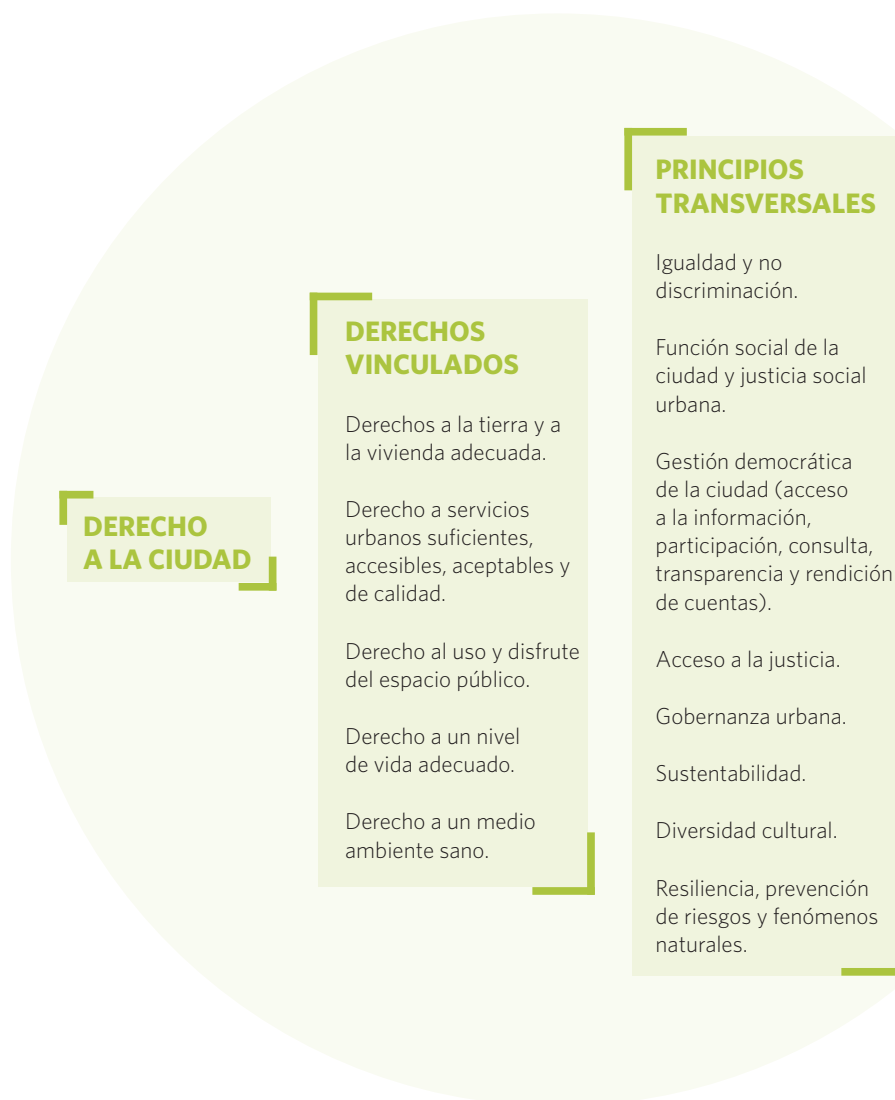 DERECHO
A LA CIUDAD
DERECHOS
VINCULADOS
Derechos a la tierra y a
la vivienda adecuada.
Derecho a servicios
urbanos suficientes,
accesibles, aceptables y
de calidad.
Derecho al uso y disfrute
del espacio público.
Derecho a un nivel
de vida adecuado.
Derecho a un medio
ambiente sano.
PRINCIPIOS
TRANSVERSALES
Igualdad y no
discriminación.
Función social de la
ciudad y justicia social
urbana.
Gestión democrática
de la ciudad (acceso
a la información,
participación, consulta,
transparencia y rendición
de cuentas).
Acceso a la justicia.
Gobernanza urbana.
Sustentabilidad.
Diversidad cultural.
Resiliencia, prevención
de riesgos y fenómenos
naturales.